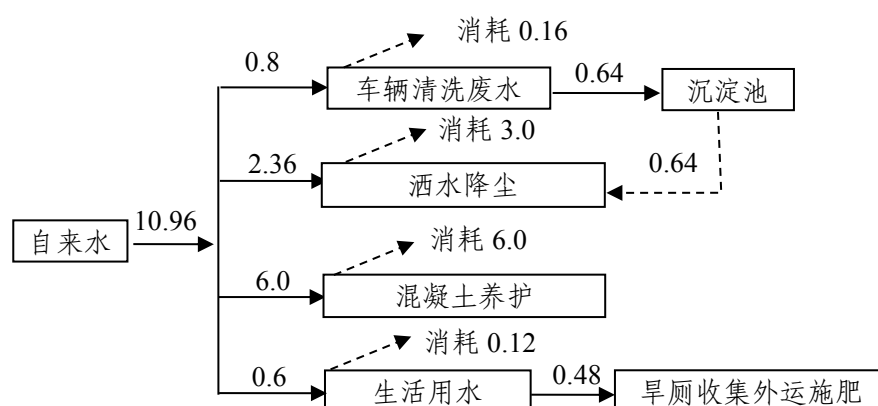 消耗 0.16
0.8
车辆清洗废水
0.64
沉淀池
消耗 3.0
2.36
洒水降尘
0.64
自来水
10.96
消耗 6.0
6.0
混凝土养护
消耗 0.12
0.6
生活用水
0.48
旱厕收集外运施肥